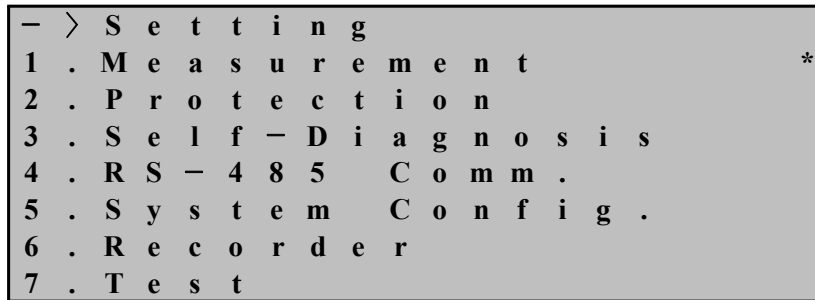 −> Setting
1. Measurement *
2. Protection
3. Self−Diagnosis
4. RS−485 Comm.
5. System Config.
6. Recorder
7. Test